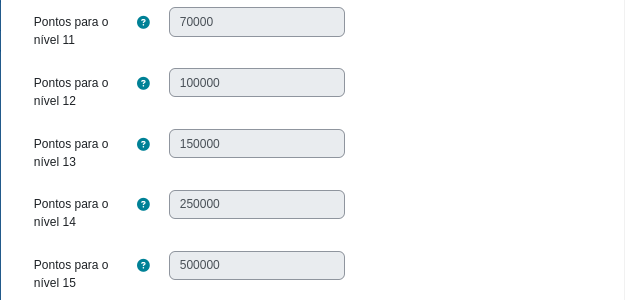 Pontos para o
nível 11
? 70000
Pontos para o
nível 12
? 100000
Pontos para o
nível 13
? 150000
Pontos para o
nível 14
? 250000
Pontos para o
nível 15
? 500000